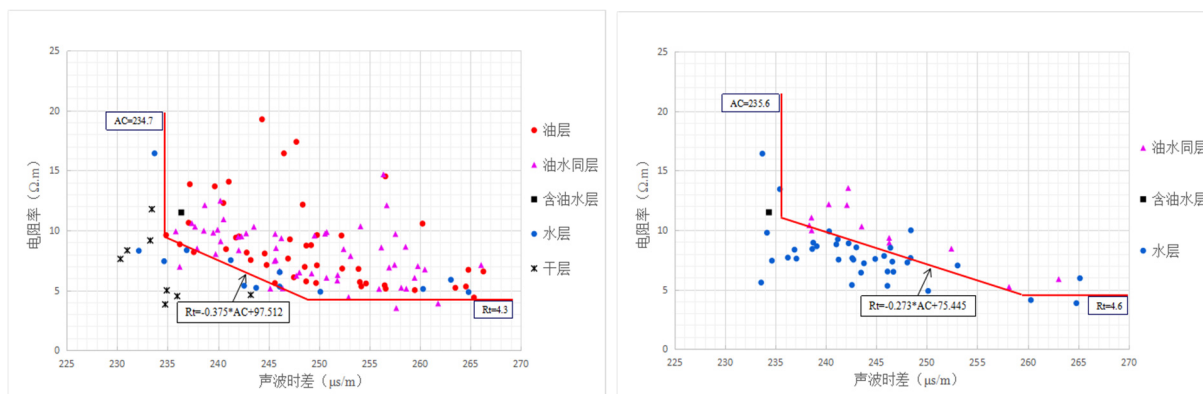 25
20
15
10
5
0
225
230
235
240
245
250
255
260
265
270
电阻率（Ω.m）
声波时差（μs/m）
AC=234.7
Rt=-0.375*AC+97.512
Rt=4.3
油层
油水同层
含油水层
水层
干层
25
20
15
10
5
0
225
230
235
240
245
250
255
260
265
270
电阻率（Ω.m）
声波时差（μs/m）
AC=235.6
Rt=-0.273*AC+75.445
Rt=4.6
油水同层
含油水层
水层